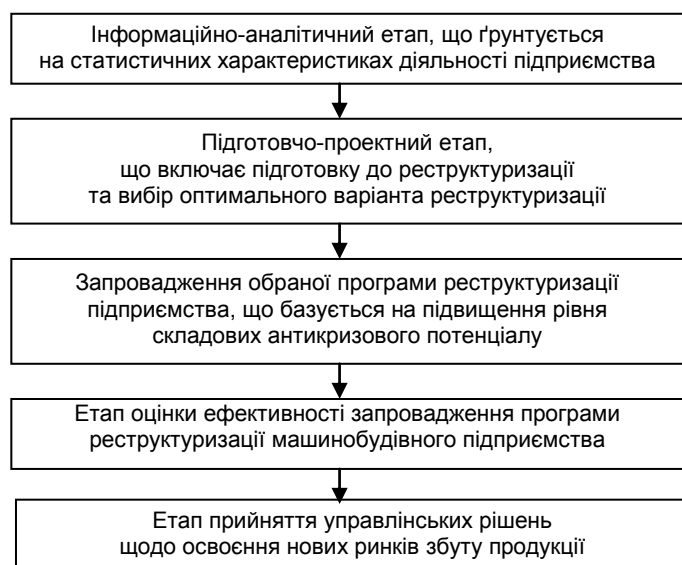 Інформаційно-аналітичний етап, що ґрунтується
на статистичних характеристиках діяльності підприємства
Підготовчо-проектний етап,
що включає підготовку до реструктуризації
та вибір оптимального варіанта реструктуризації
Запровадження обраної програми реструктуризації
підприємства, що базується на підвищення рівня
складових антикризового потенціалу
Етап оцінки ефективності запровадження програми
реструктуризації машинобудівного підприємства
Етап прийняття управлінських рішень
щодо освоєння нових ринків збуту продукції